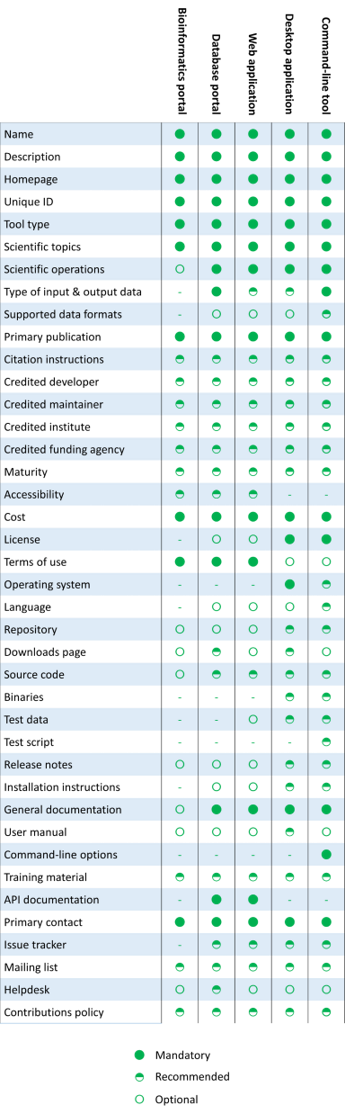 Bioinformatics portal
Database portal
Web application
Desktop application
Command-line tool
Name
Description
Homepage
Unique ID
Tool type
Scientific topics
Scientific operations
Type of input & output data -
Supported data formats -
Primary publication
Citation instructions
Credited developer
Credited maintainer
Credited institute
Credited funding agency
Maturity
Accessibility - -
Cost
License -
Terms of use
Operating system - - -
Language -
Repository
Downloads page
Source code
Binaries - - -
Test data - -
Test script - - - -
Release notes
Installation instructions -
General documentation
User manual
Command-line options - - - -
Training material
API documentation - - -
Primary contact
Issue tracker -
Mailing list
Helpdesk
Contributions policy
Mandatory
Recommended
Optional